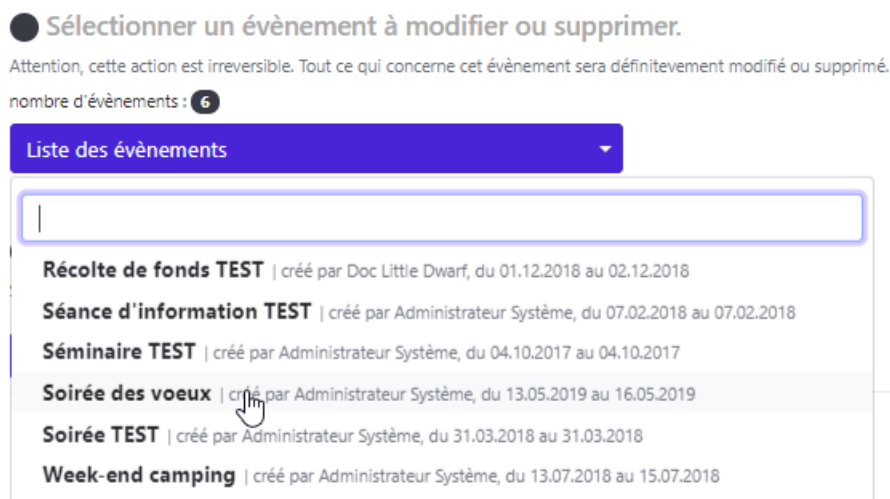 Sélectionner un évènement à modifier ou supprimer.
Attention, cette action est irreversible. Tout ce qui concerne cet évènement sera définitevement modifié ou supprimé.
nombre d'évènements : 6
Liste des évènements
Récolte de fonds TEST | créé par Doc Little Dwarf, du 01.12.2018 au 02.12.2018
Séance d'information TEST | créé par Administrateur Système, du 07.02.2018 au 07.02.2018
Séminaire TEST | créé par Administrateur Système, du 04.10.2017 au 04.10.2017
Soirée des voeux | créé par Administrateur Système, du 13.05.2019 au 16.05.2019
Soirée TEST | créé par Administrateur Système, du 31.03.2018 au 31.03.2018
Week-end camping | créé par Administrateur Système, du 13.07.2018 au 15.07.2018